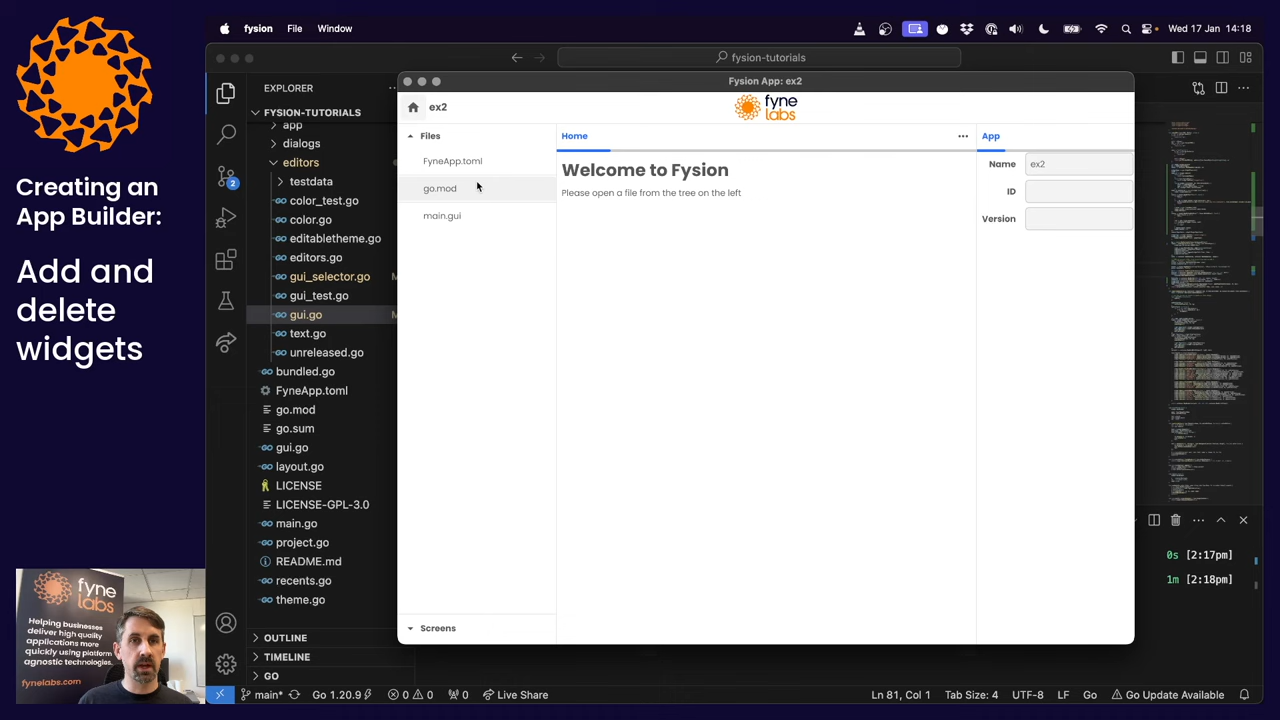 fysion
File
Window
Wed 17 Jan 14:18
Creating an
App Builder:
Add and
delete
widgets
fysion-tutorials
EXPLORER
FYSION-TUTORIALS
app
dialogs
editors
testdata
color_test.go
color.go
editabletheme.go
editors.go
gui_selector.go
gui_test.go
gui.go
text.go
unreleased.go
bundled.go
FyneApp.toml
go.mod
go.sum
gui.go
layout.go
LICENSE
LICENSE-GPL-3.0
main.go
project.go
README.md
recents.go
theme.go
OUTLINE
TIMELINE
GO
2
Fysion App: ex2
ex2
fyne
labs
Files
FyneApp.toml
go.mod
main.gui
Screens
Home
Welcome to Fysion
Please open a file from the tree on the left
App
Name ex2
ID
Version
0s [2:17pm]
1m [2:18pm]
main*
Go 1.20.9
0
0
0
Live Share
Ln 81, Col 1
Tab Size: 4
UTF-8
LF
Go
Go Update Available
fyne
labs
Helping businesses
deliver high quality
applications more
quickly using platform
agnostic technologies.
fynelabs.com